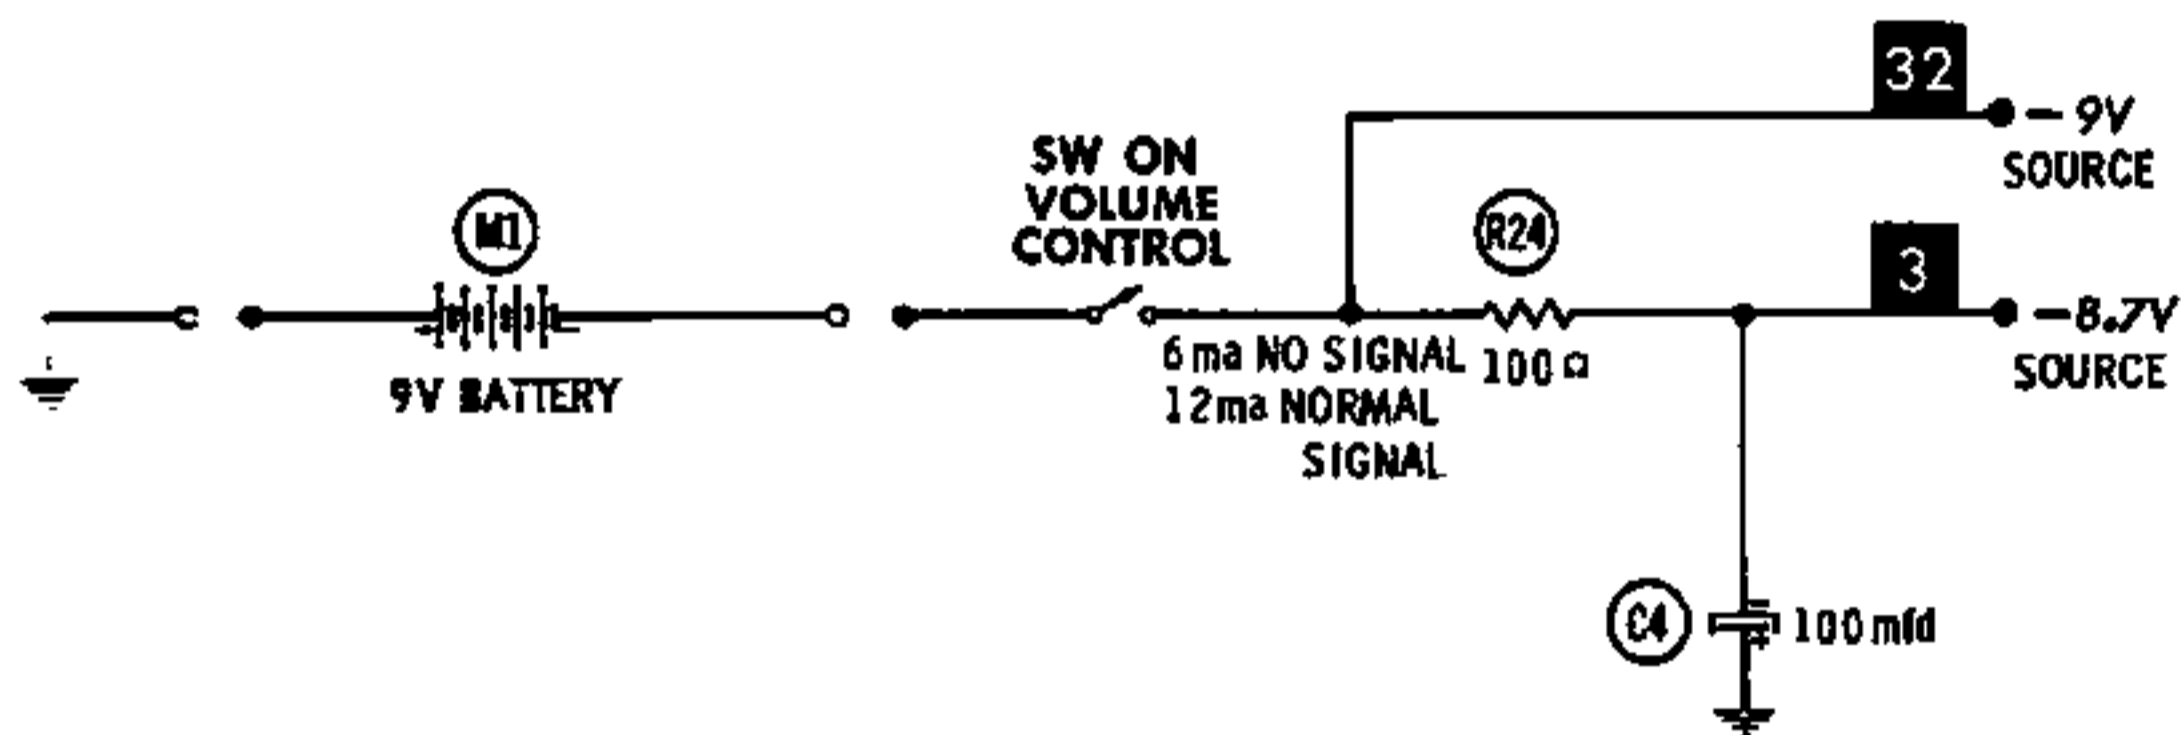 32
− 9V
SOURCE
SW ON
VOLUME
CONTROL
M1
R24
3
−8.7V
SOURCE
9V BATTERY
6 ma NO SIGNAL
12 ma NORMAL
SIGNAL
100 Ω
C4
100 mfd